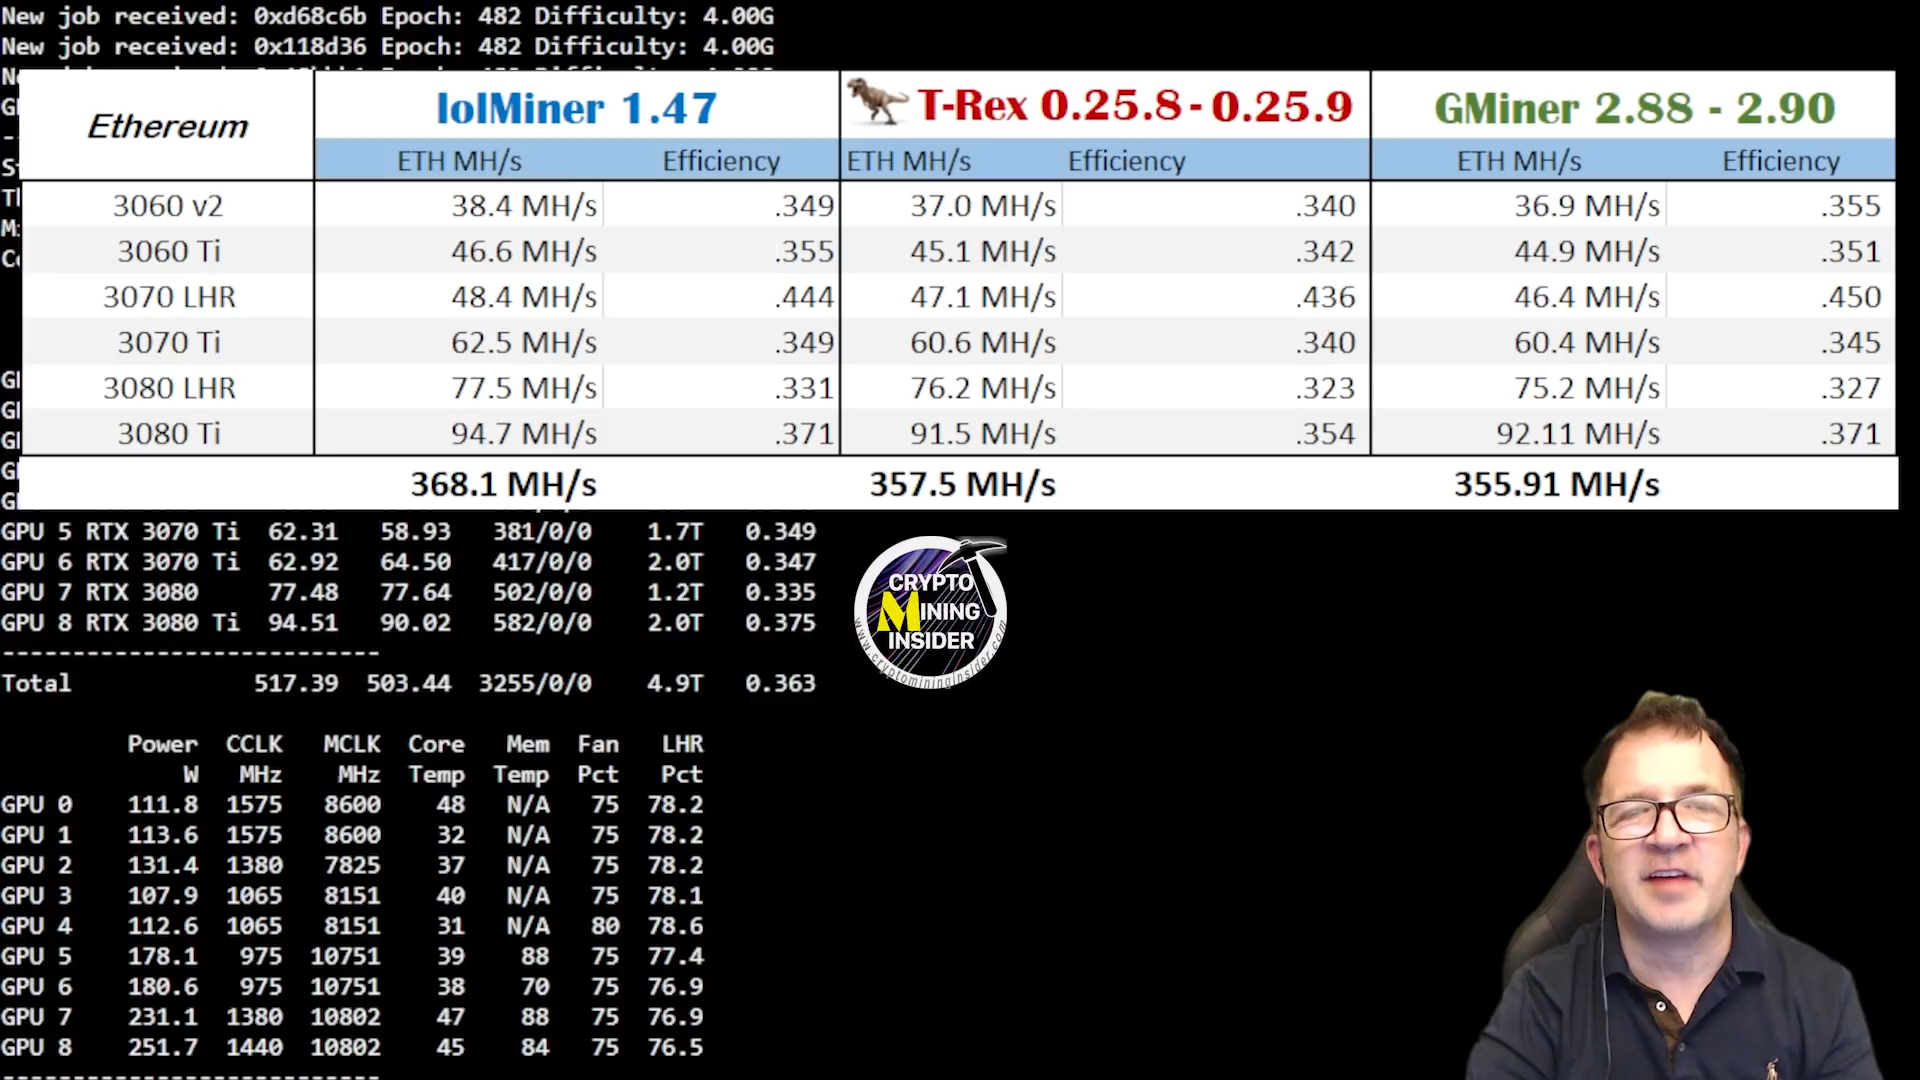 New job received: 0xd68c6b Epoch: 482 Difficulty: 4.00G
New job received: 0x118d36 Epoch: 482 Difficulty: 4.00G
Ethereum
lolMiner 1.47
T-Rex 0.25.8 - 0.25.9
GMiner 2.88 - 2.90
ETH MH/s Efficiency ETH MH/s Efficiency ETH MH/s Efficiency
3060 v2 38.4 MH/s .349 37.0 MH/s .340 36.9 MH/s .355
3060 Ti 46.6 MH/s .355 45.1 MH/s .342 44.9 MH/s .351
3070 LHR 48.4 MH/s .444 47.1 MH/s .436 46.4 MH/s .450
3070 Ti 62.5 MH/s .349 60.6 MH/s .340 60.4 MH/s .345
3080 LHR 77.5 MH/s .331 76.2 MH/s .323 75.2 MH/s .327
3080 Ti 94.7 MH/s .371 91.5 MH/s .354 92.11 MH/s .371
368.1 MH/s 357.5 MH/s 355.91 MH/s
GPU 5 RTX 3070 Ti 62.31 58.93 381/0/0 1.7T 0.349
GPU 6 RTX 3070 Ti 62.92 64.50 417/0/0 2.0T 0.347
GPU 7 RTX 3080 77.48 77.64 502/0/0 1.2T 0.335
GPU 8 RTX 3080 Ti 94.51 90.02 582/0/0 2.0T 0.375
---------------------------
Total 517.39 503.44 3255/0/0 4.9T 0.363
CRYPTO
MINING
INSIDER
www.cryptomininginsider.com
Power CCLK MCLK Core Mem Fan LHR
W MHz MHz Temp Temp Pct Pct
GPU 0 111.8 1575 8600 48 N/A 75 78.2
GPU 1 113.6 1575 8600 32 N/A 75 78.2
GPU 2 131.4 1380 7825 37 N/A 75 78.2
GPU 3 107.9 1065 8151 40 N/A 75 78.1
GPU 4 112.6 1065 8151 31 N/A 80 78.6
GPU 5 178.1 975 10751 39 88 75 77.4
GPU 6 180.6 975 10751 38 70 75 76.9
GPU 7 231.1 1380 10802 47 88 75 76.9
GPU 8 251.7 1440 10802 45 84 75 76.5
---------------------------